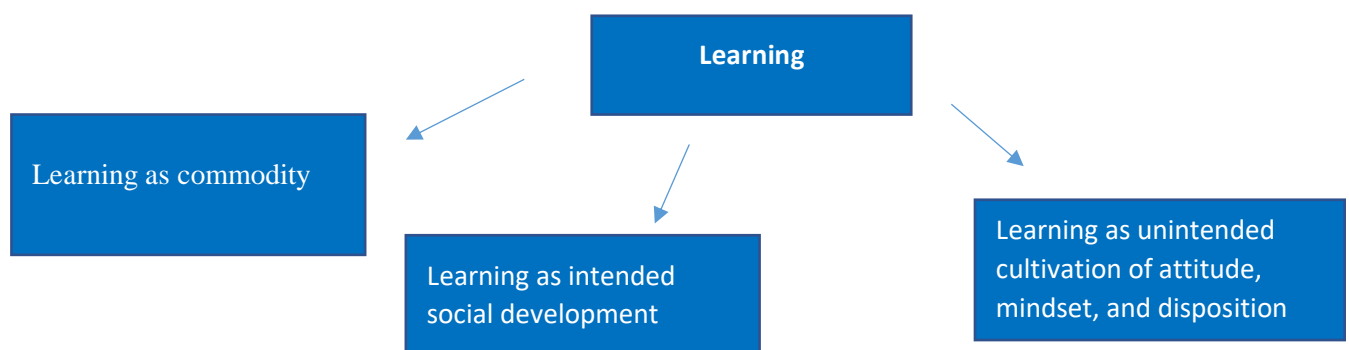 Learning
Learning as commodity
Learning as intended
social development
Learning as unintended
cultivation of attitude,
mindset, and disposition